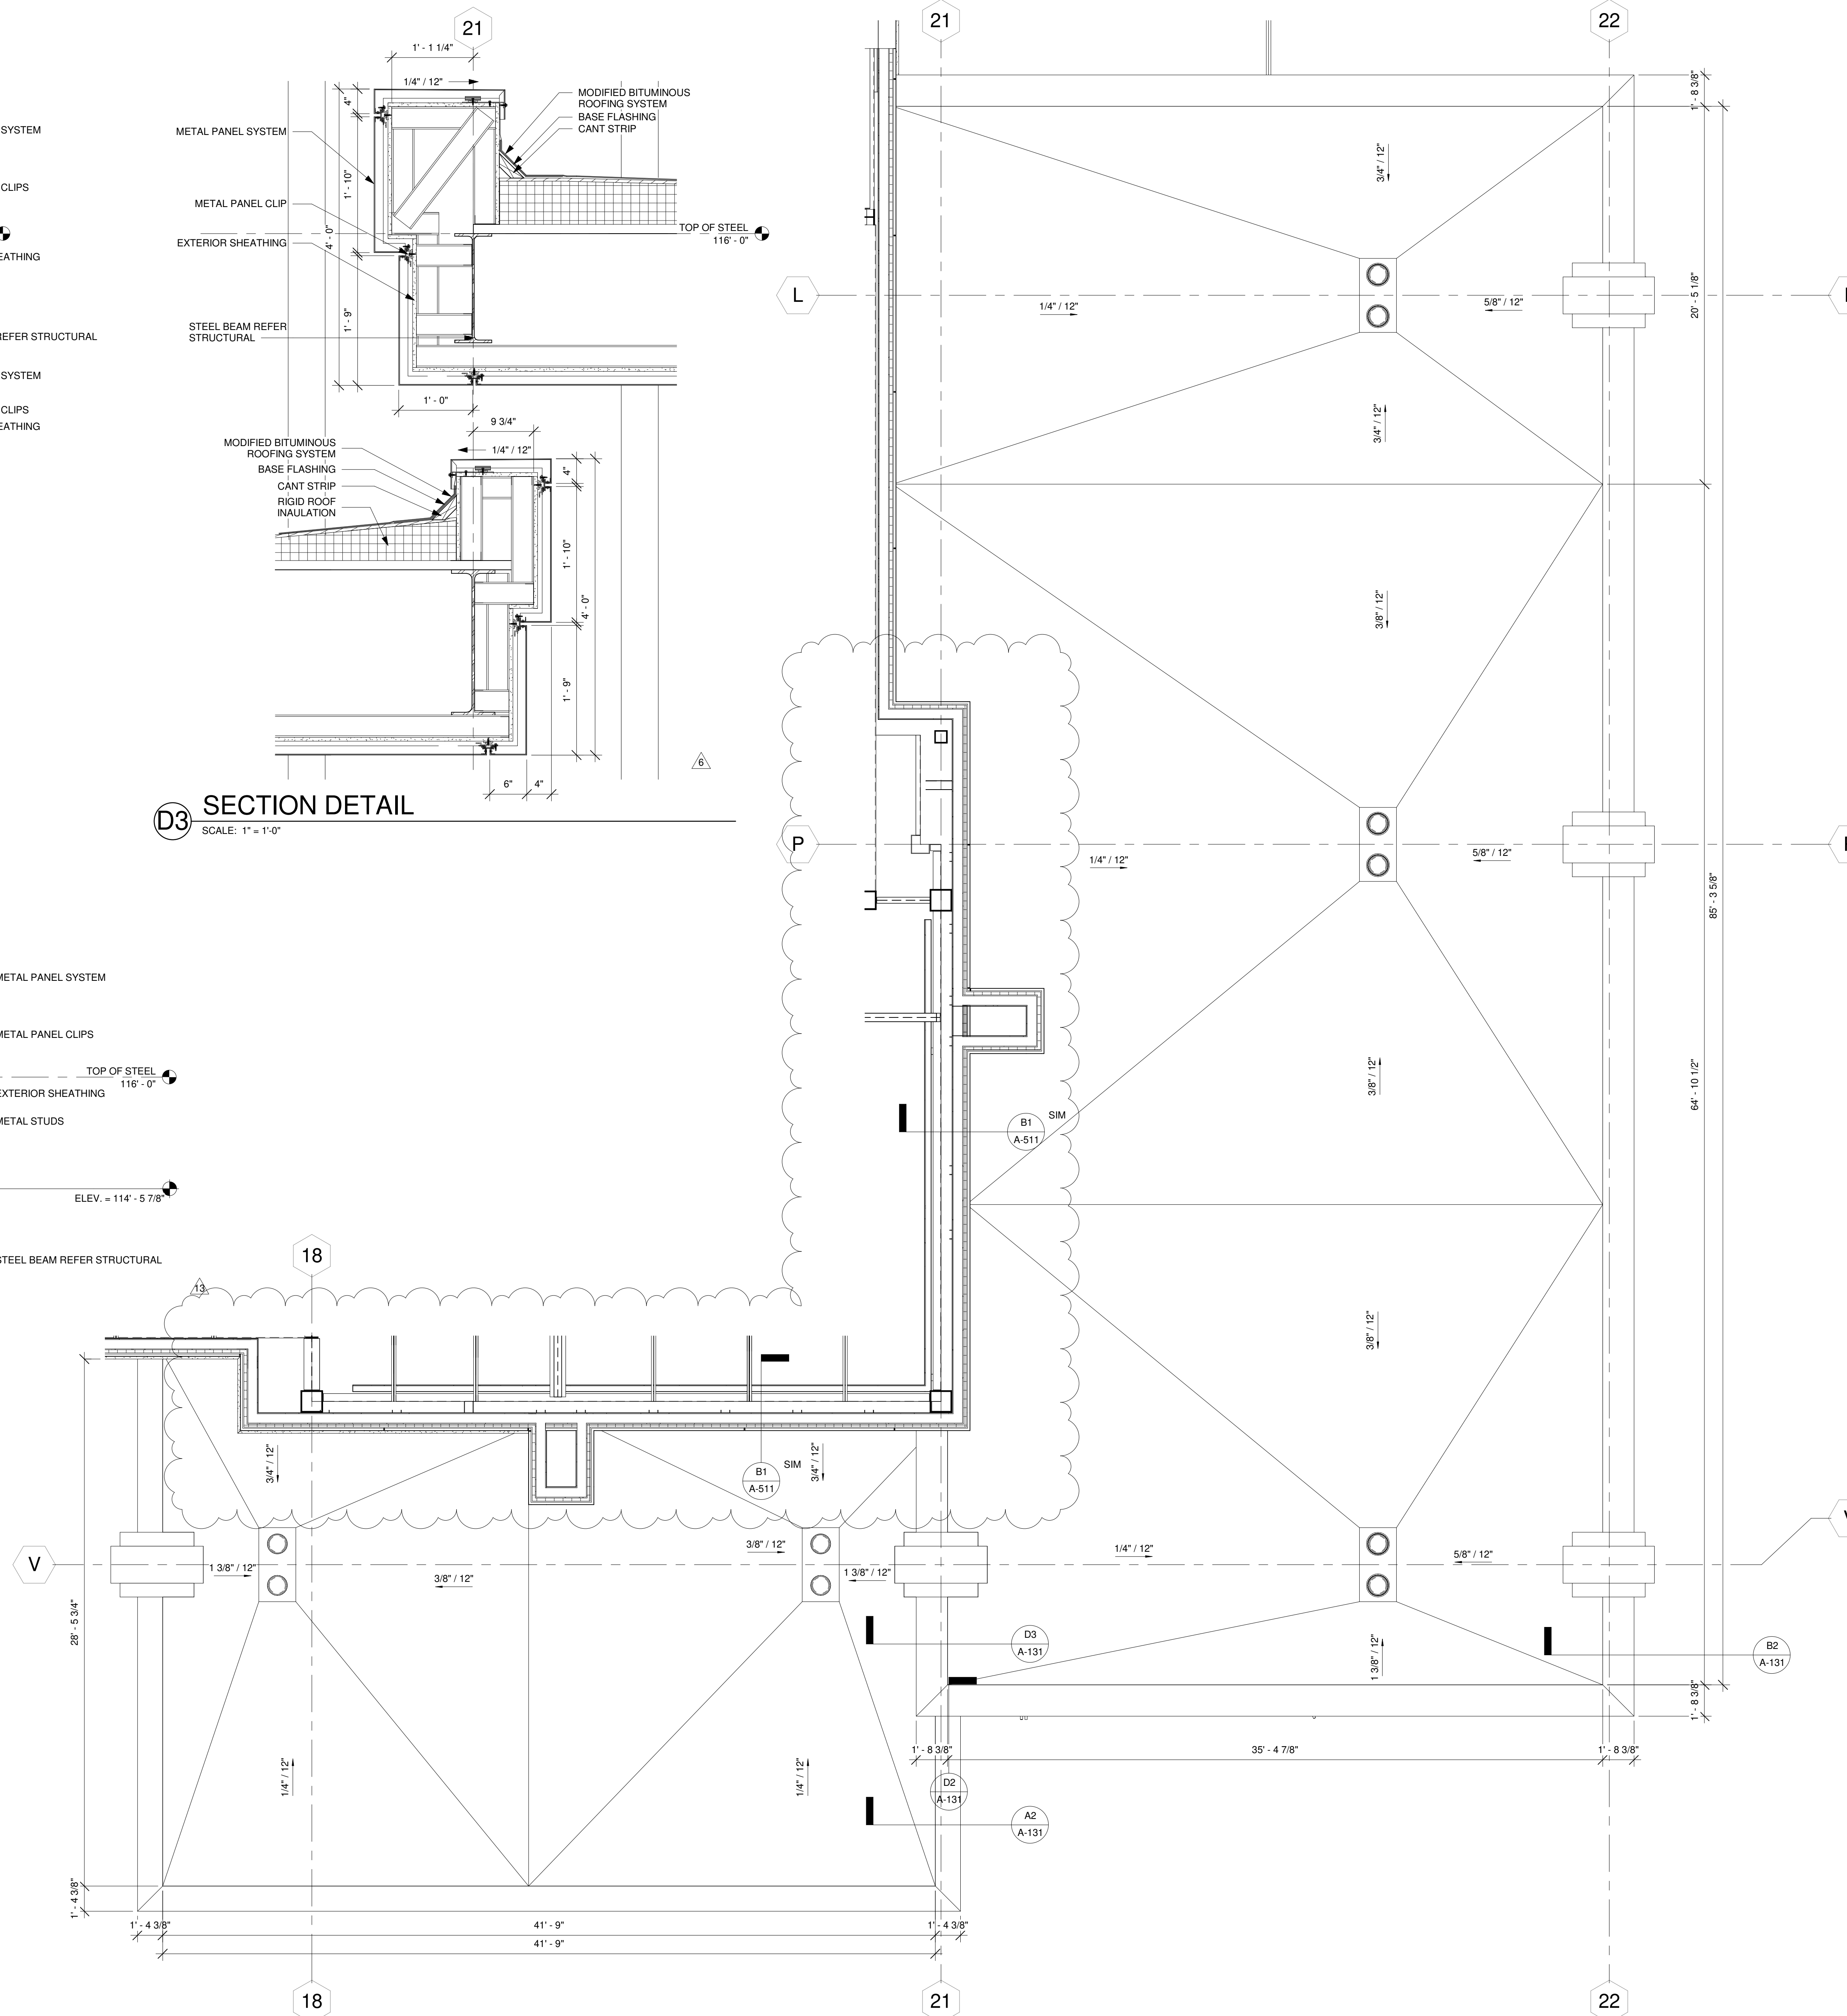 21
1' - 1 1/4"
1/4" / 12"
4"
1' - 10"
4' - 0"
1' - 9"
METAL PANEL SYSTEM
METAL PANEL CLIP
EXTERIOR SHEATHING
STEEL BEAM REFER
STRUCTURAL
MODIFIED BITUMINOUS
ROOFING SYSTEM
BASE FLASHING
CANT STRIP
TOP OF STEEL
116' - 0"
1' - 0"
9 3/4"
1/4" / 12"
MODIFIED BITUMINOUS
ROOFING SYSTEM
BASE FLASHING
CANT STRIP
RIGID ROOF
INAULATION
4"
1' - 10"
4' - 0"
1' - 9"
6"
4"
6
D3
SECTION DETAIL
SCALE: 1" = 1'-0"
SYSTEM
CLIPS
EATHING
REFER STRUCTURAL
SYSTEM
CLIPS
EATHING
METAL PANEL SYSTEM
METAL PANEL CLIPS
TOP OF STEEL
116' - 0"
EXTERIOR SHEATHING
METAL STUDS
ELEV. = 114' - 5 7/8"
STEEL BEAM REFER STRUCTURAL
21
22
1' - 8 3/8"
3/4" / 12"
L
1/4" / 12"
5/8" / 12"
20' - 5 1/8"
3/4" / 12"
3/8" / 12"
P
1/4" / 12"
5/8" / 12"
85' - 3 5/8"
3/8" / 12"
64' - 10 1/2"
B1
A-511
SIM
18
13
3/8" / 12"
3/4" / 12"
B1
A-511
SIM
3/4" / 12"
V
1 3/8" / 12"
3/8" / 12"
3/8" / 12"
1 3/8" / 12"
1/4" / 12"
5/8" / 12"
V
28' - 5 3/4"
D3
A-131
1 3/8" / 12"
B2
A-131
1' - 8 3/8"
1' - 8 3/8"
35' - 4 7/8"
1' - 8 3/8"
1/4" / 12"
1/4" / 12"
D2
A-131
A2
A-131
1' - 4 3/8"
1' - 4 3/8"
41' - 9"
1' - 4 3/8"
41' - 9"
18
21
22